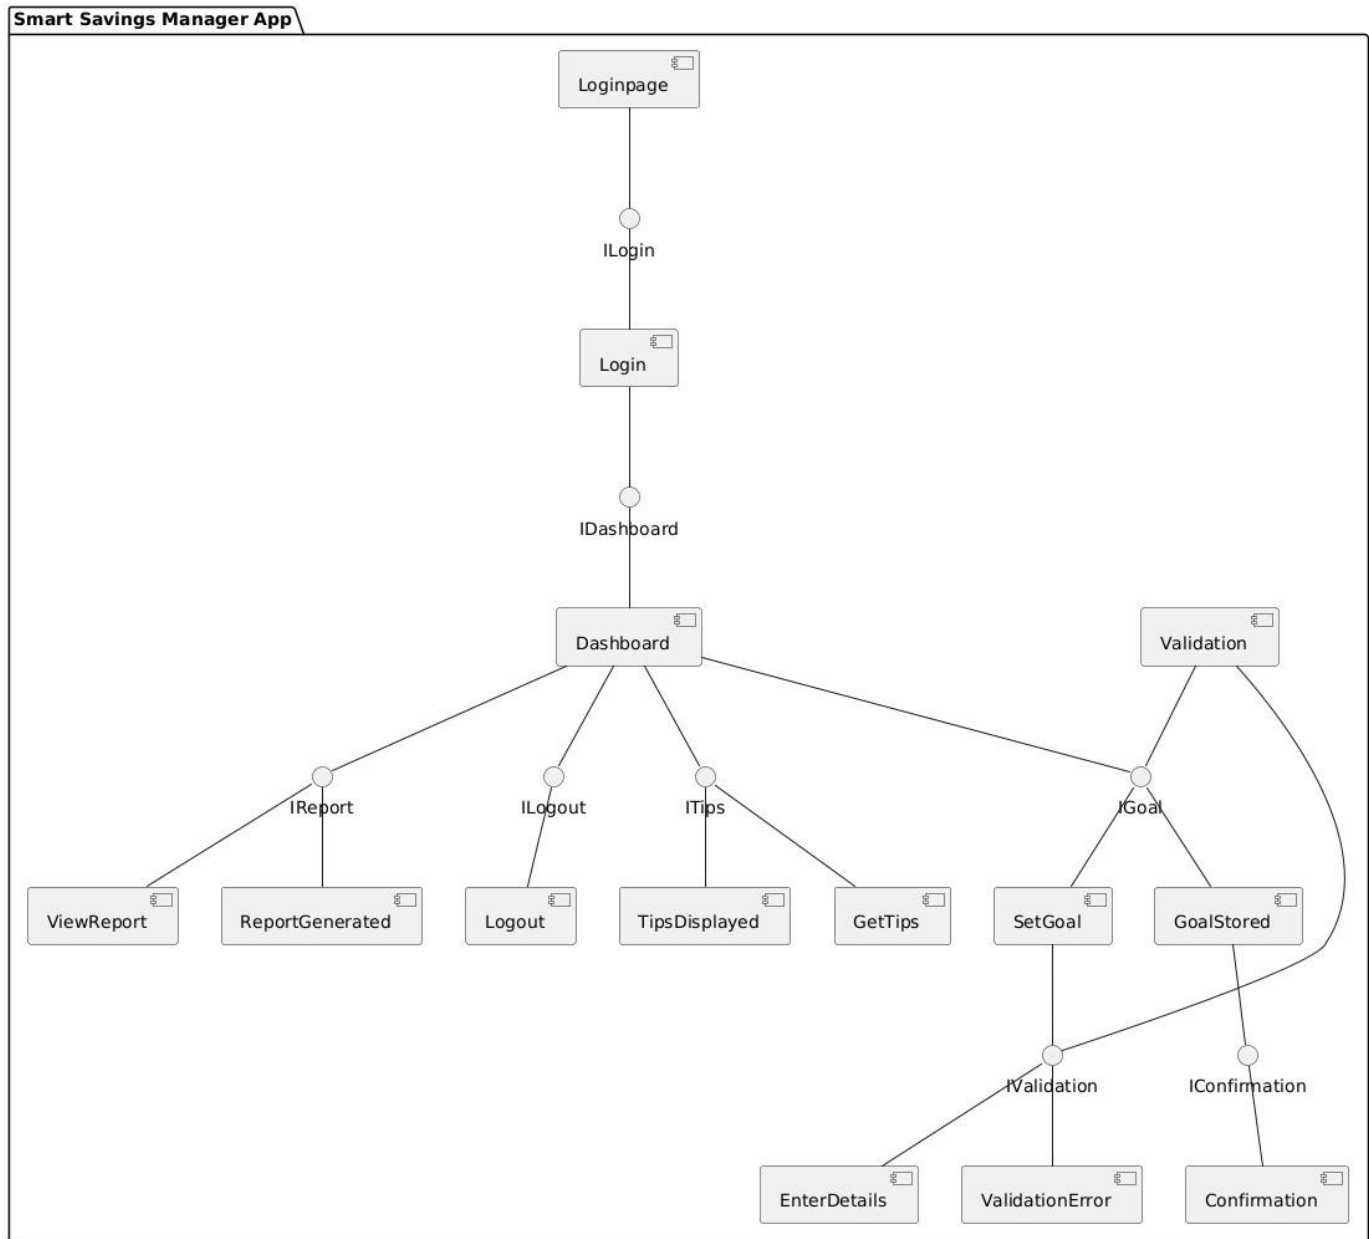 Smart Savings Manager App
Loginpage
ILogin
Login
IDashboard
Dashboard
Validation
IReport
ILogout
ITips
IGoal
ViewReport
ReportGenerated
Logout
TipsDisplayed
GetTips
SetGoal
GoalStored
IValidation
IConfirmation
EnterDetails
ValidationError
Confirmation